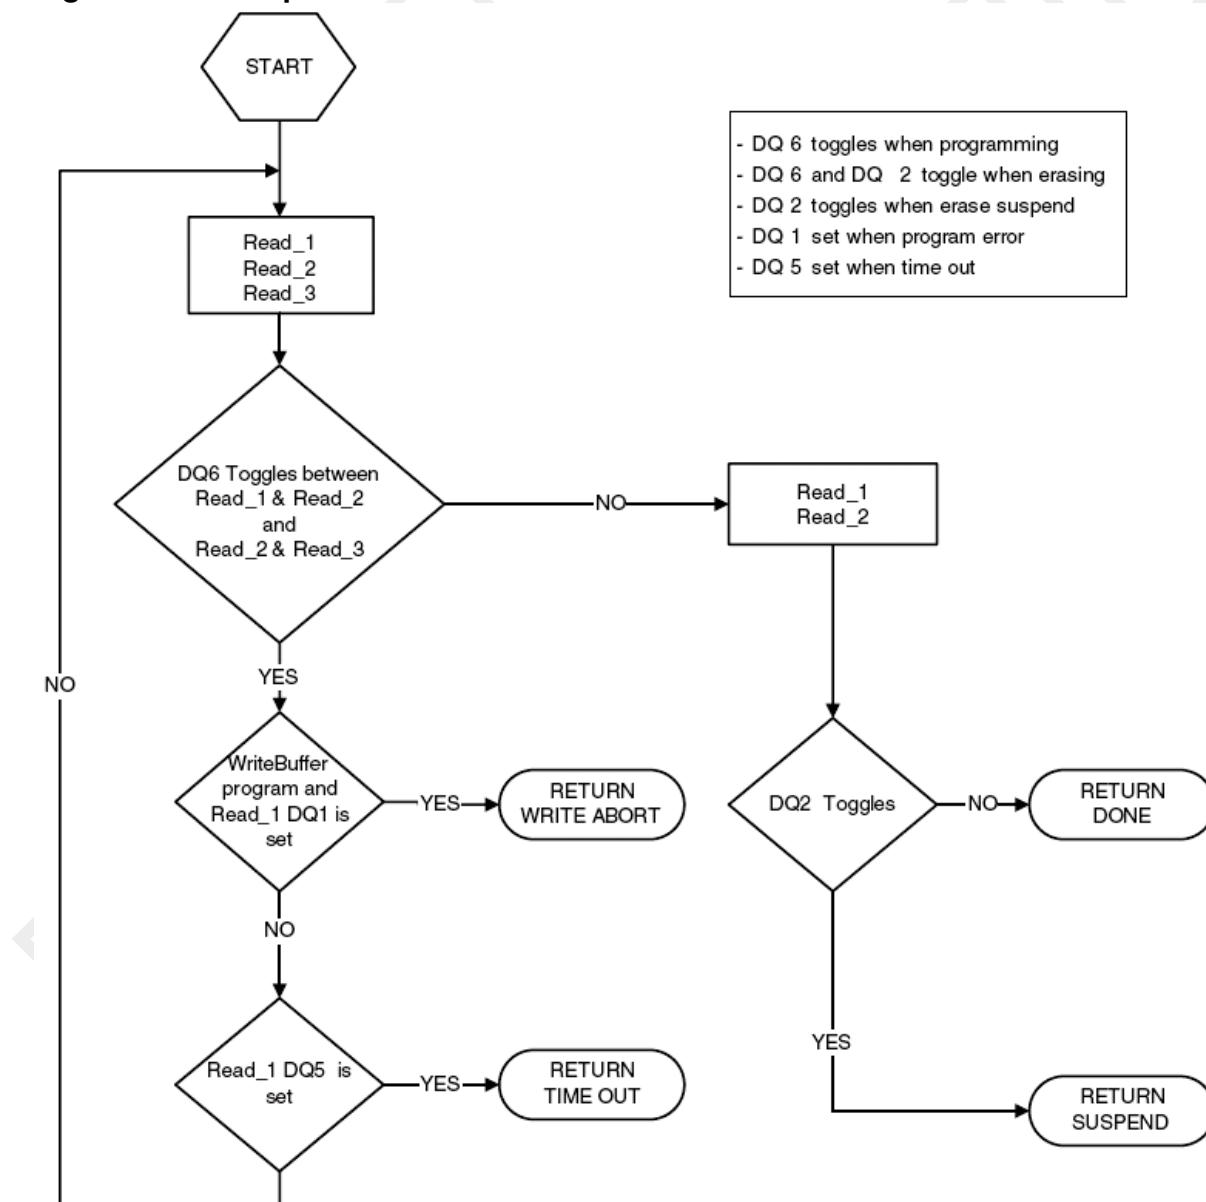 START
- DQ 6 toggles when programming
- DQ 6 and DQ 2 toggle when erasing
- DQ 2 toggles when erase suspend
- DQ 1 set when program error
- DQ 5 set when time out
Read_1
Read_2
Read_3
DQ6 Toggles between
Read_1 & Read_2
and
Read_2 & Read_3
NO
Read_1
Read_2
YES
NO
WriteBuffer
program and
Read_1 DQ1 is
set
YES
RETURN
WRITE ABORT
DQ2 Toggles
NO
RETURN
DONE
NO
YES
Read_1 DQ5 is
set
YES
RETURN
TIME OUT
RETURN
SUSPEND